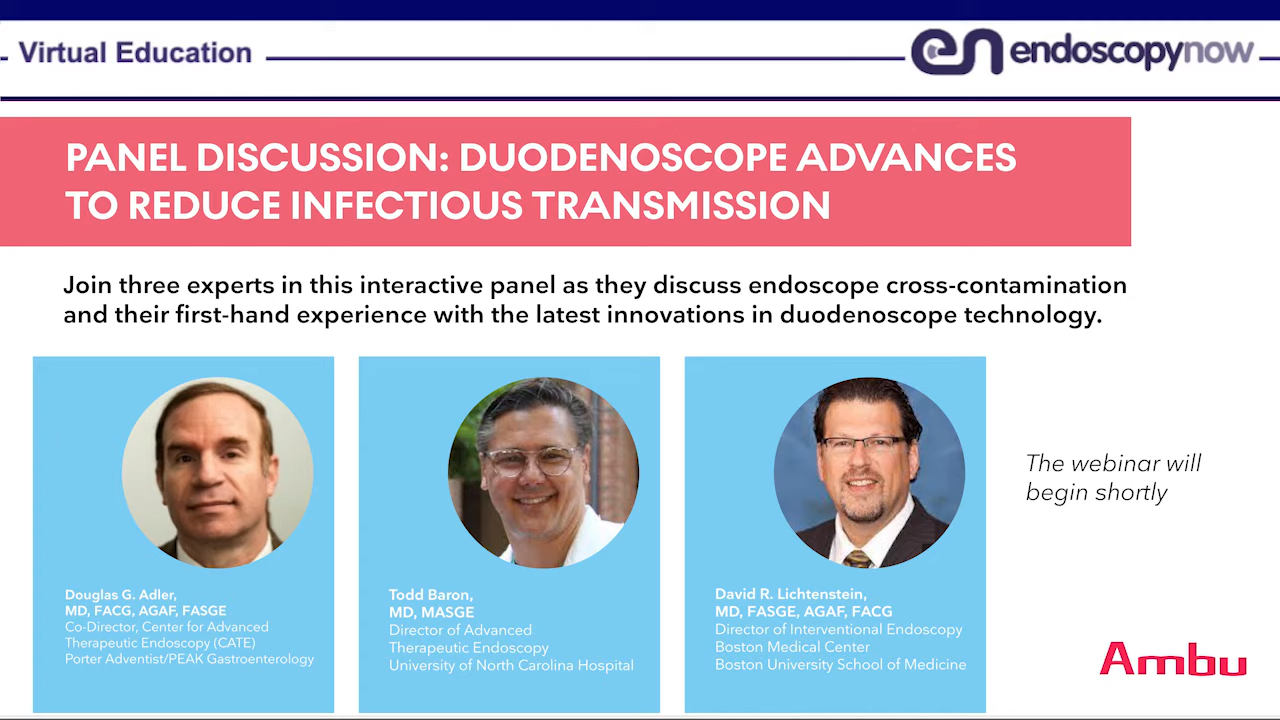 Virtual Education
endoscopynow
PANEL DISCUSSION: DUODENOSCOPE ADVANCES
TO REDUCE INFECTIOUS TRANSMISSION
Join three experts in this interactive panel as they discuss endoscope cross-contamination
and their first-hand experience with the latest innovations in duodenoscope technology.
Douglas G. Adler,
MD, FACG, AGAF, FASGE
Co-Director, Center for Advanced
Therapeutic Endoscopy (CATE)
Porter Adventist/PEAK Gastroenterology
Todd Baron,
MD, MASGE
Director of Advanced
Therapeutic Endoscopy
University of North Carolina Hospital
David R. Lichtenstein,
MD, FASGE, AGAF, FACG
Director of Interventional Endoscopy
Boston Medical Center
Boston University School of Medicine
The webinar will
begin shortly
Ambu